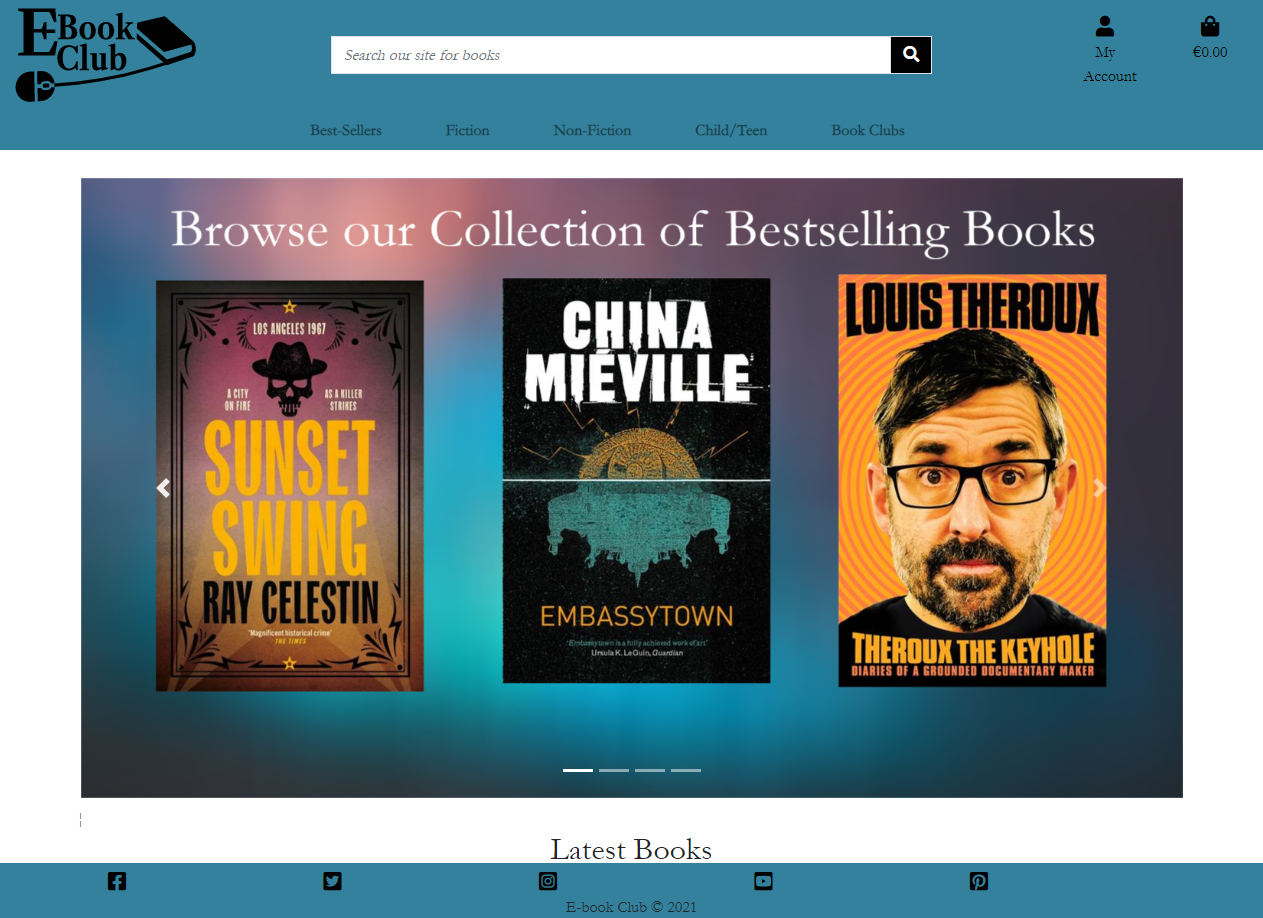 E-Book
Club
Search our site for books
My
Account
€0.00
Best-Sellers
Fiction
Non-Fiction
Child/Teen
Book Clubs
Browse our Collection of Bestselling Books
LOS ANGELES 1967
A CITY
ON FIRE
AS A KILLER
STRIKES
SUNSET
SWING
RAY CELESTIN
'Magnificent historical crime'
THE TIMES
CHINA
MIÉVILLE
EMBASSYTOWN
'Embassytown is a fully achieved work of art'
Ursula K. Le Guin, Guardian
LOUIS THEROUX
THEROUX THE KEYHOLE
DIARIES OF A GROUNDED DOCUMENTARY MAKER
Latest Books
E-book Club © 2021